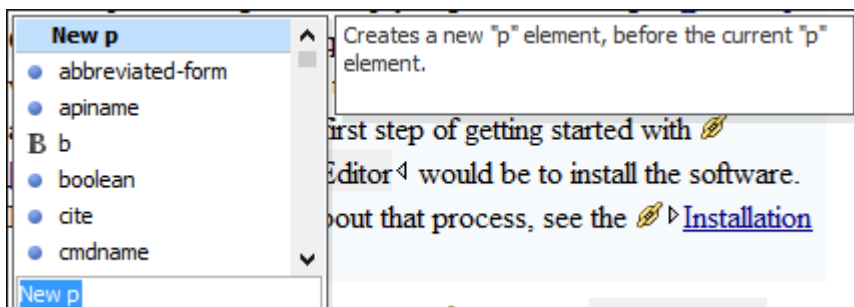 New p
abbreviated-form
apiname
B b
boolean
cite
cmdname
New p
Creates a new "p" element, before the current "p"
element.
first step of getting started with
Editor would be to install the software.
out that process, see the Installation